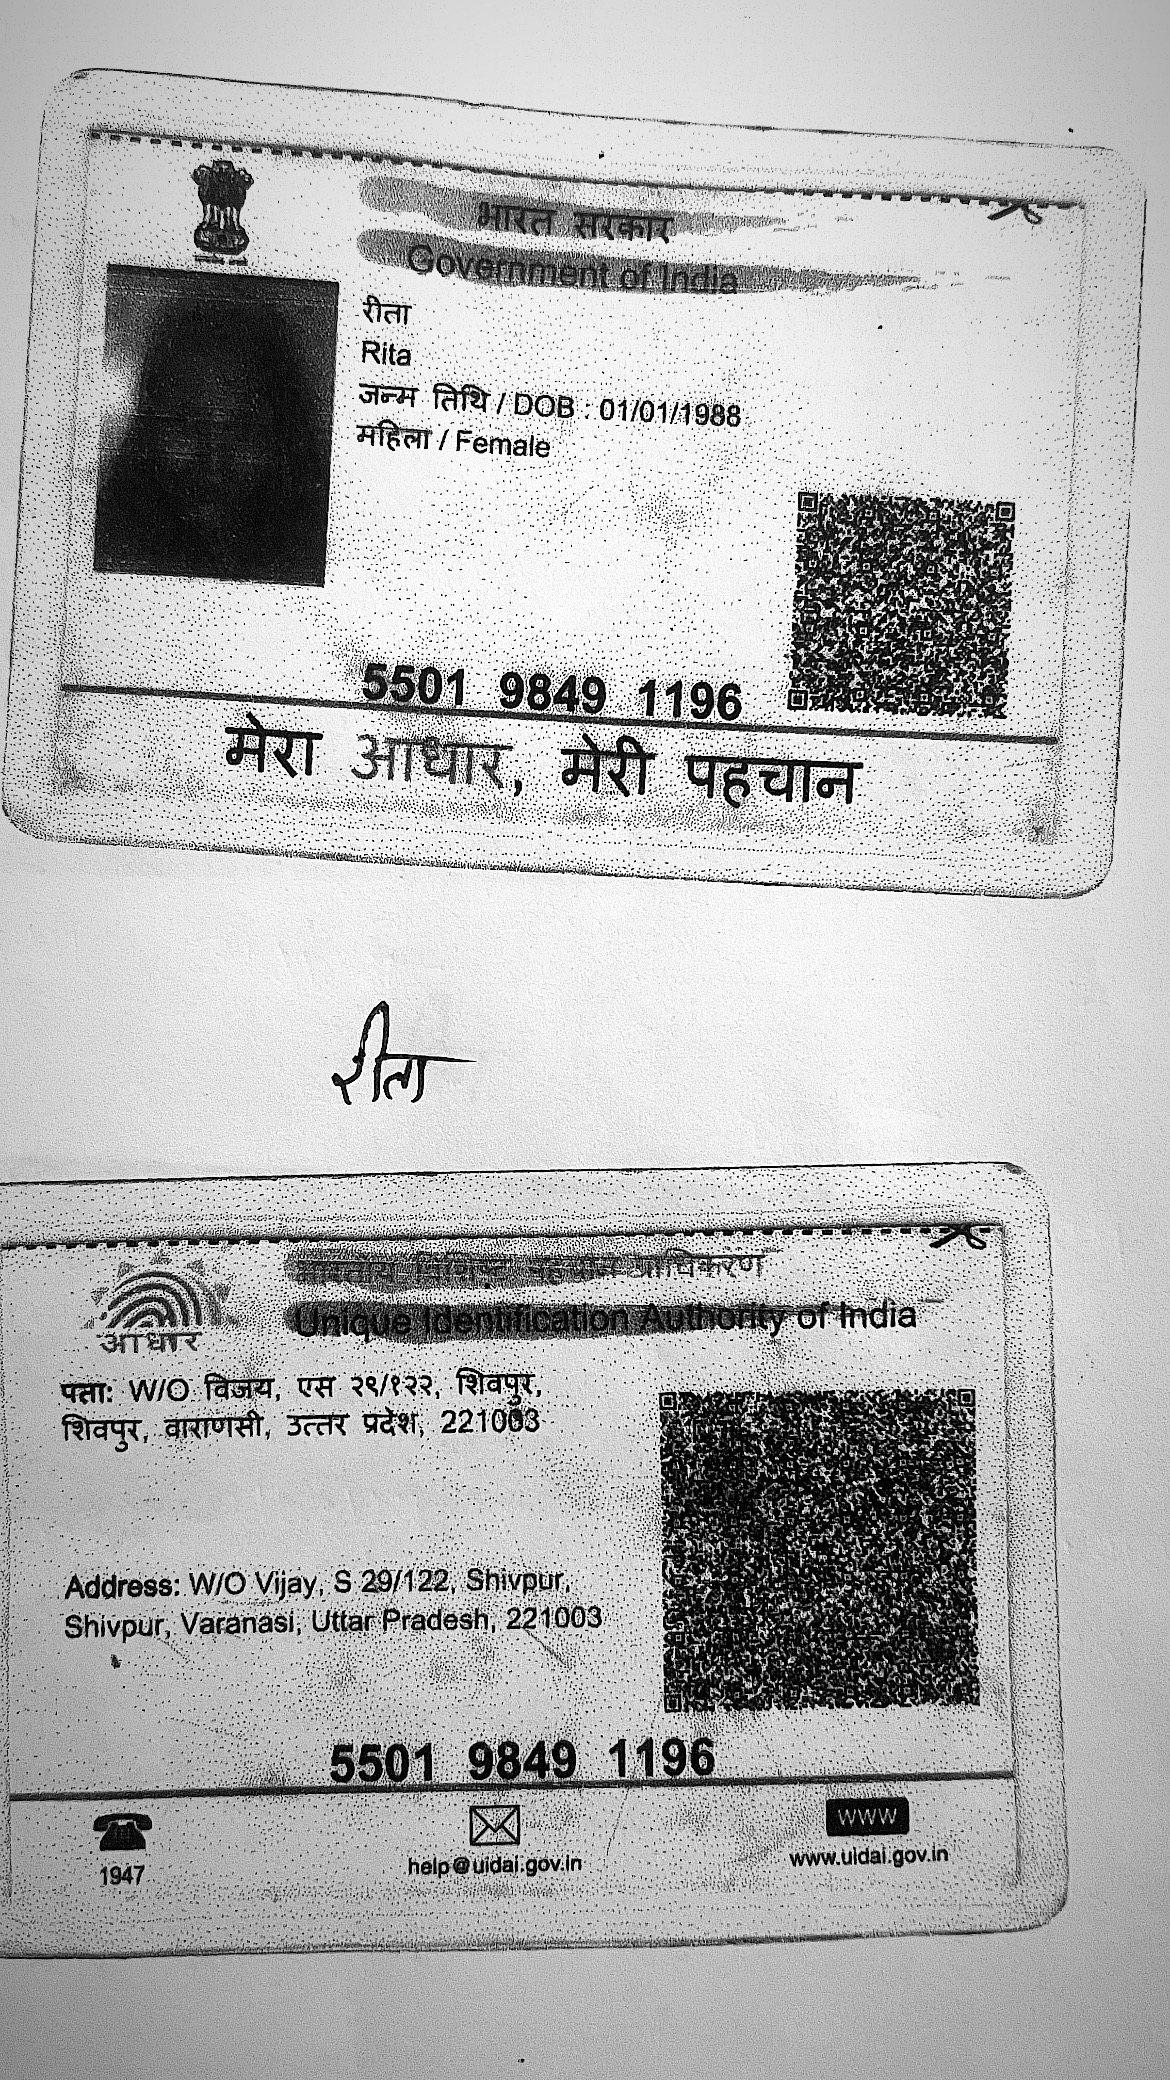 भारत सरकार
Government of India
रीता
Rita
जन्म तिथि / DOB : 01/01/1988
महिला / Female
5501 9849 1196
मेरा आधार, मेरी पहचान
रीता
भारतीय विशिष्ट पहचान प्राधिकरण
Unique Identification Authority of India
आधार
पता: W/O विजय, एस २९/१२२, शिवपुर,
शिवपुर, वाराणसी, उत्तर प्रदेश, 221003
Address: W/O Vijay, S 29/122, Shivpur,
Shivpur, Varanasi, Uttar Pradesh, 221003
5501 9849 1196
WWW
1947
help@uidai.gov.in
www.uidai.gov.in